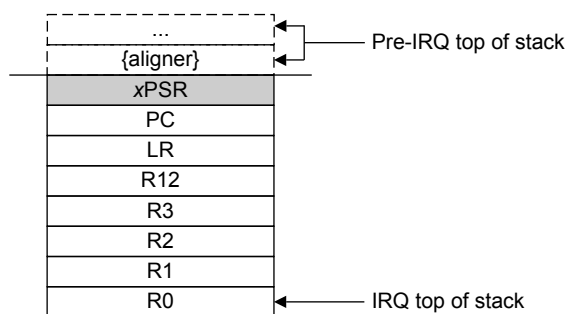 ...
Pre-IRQ top of stack
{aligner}
xPSR
PC
LR
R12
R3
R2
R1
R0
IRQ top of stack